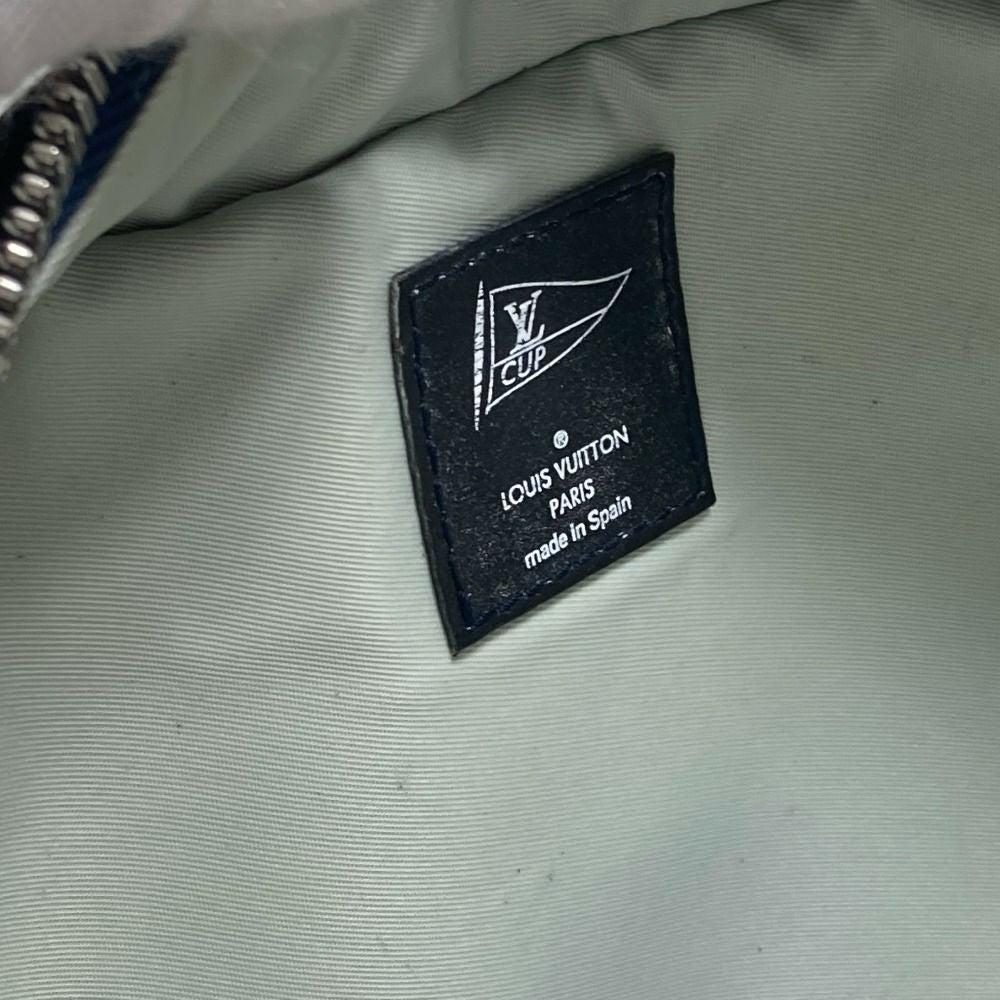 LV
CUP
®
LOUIS VUITTON
PARIS
made in Spain